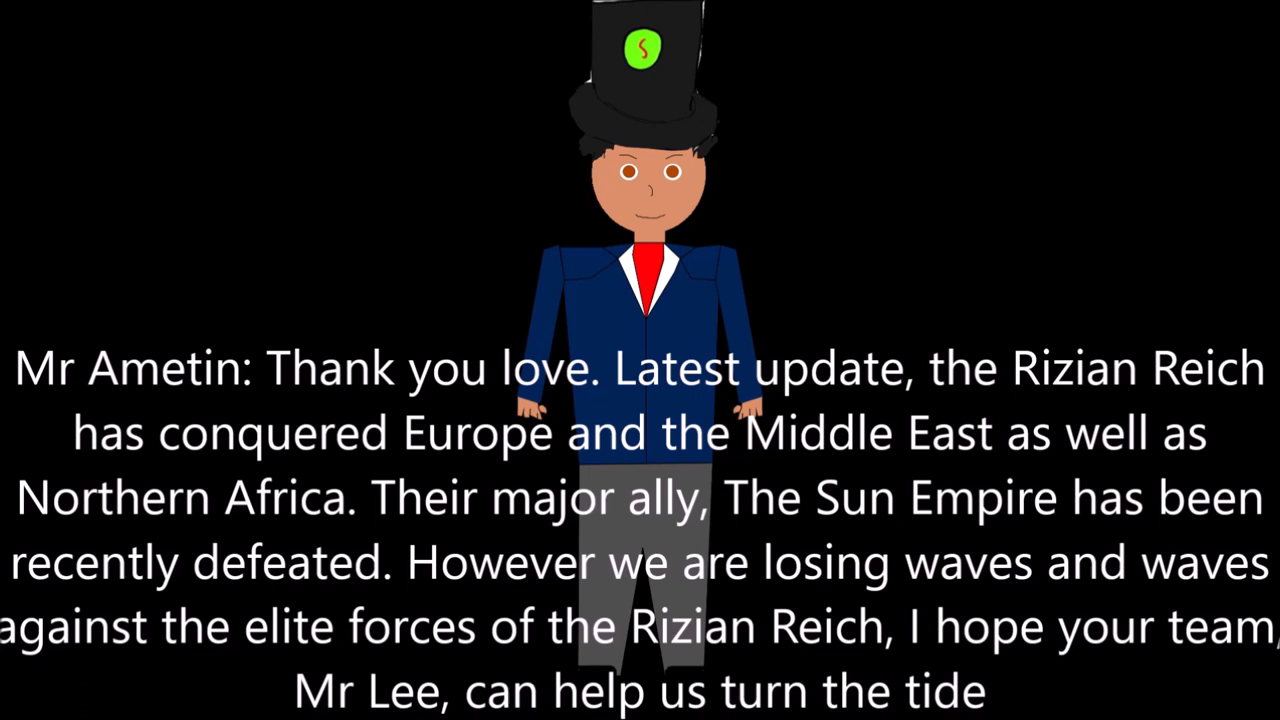 S
Mr Ametin: Thank you love. Latest update, the Rizian Reich
has conquered Europe and the Middle East as well as
Northern Africa. Their major ally, The Sun Empire has been
recently defeated. However we are losing waves and waves
against the elite forces of the Rizian Reich, I hope your team,
Mr Lee, can help us turn the tide